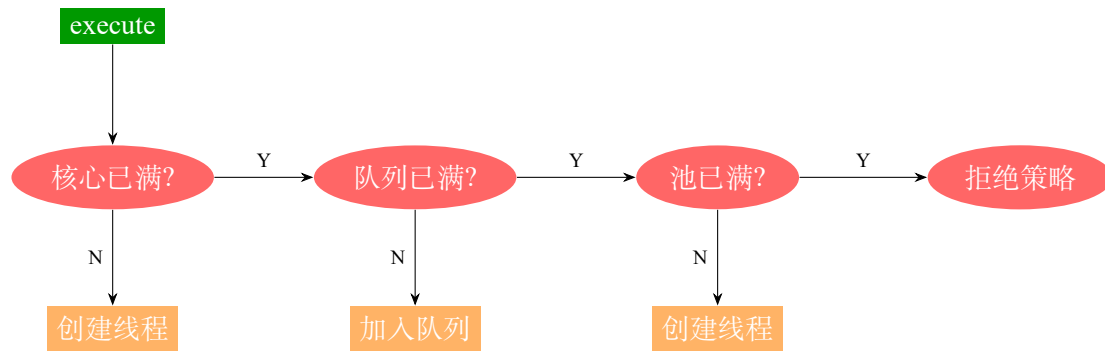 execute
核心已满?
Y
队列已满?
Y
池已满?
Y
拒绝策略
N
N
N
创建线程
加入队列
创建线程